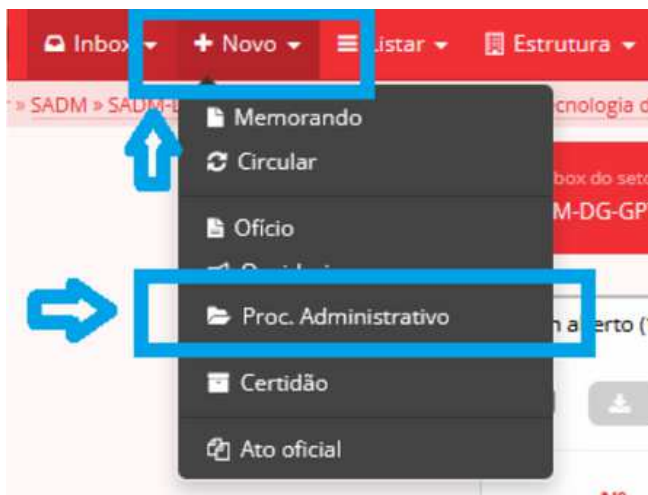 Inbox + Novo Listar Estrutura
» SADM » SADM-
cnologia d
Memorando
Circular
box do seto
M-DG-GP
Ofício
Proc. Administrativo
erto (
Certidão
Ato oficial